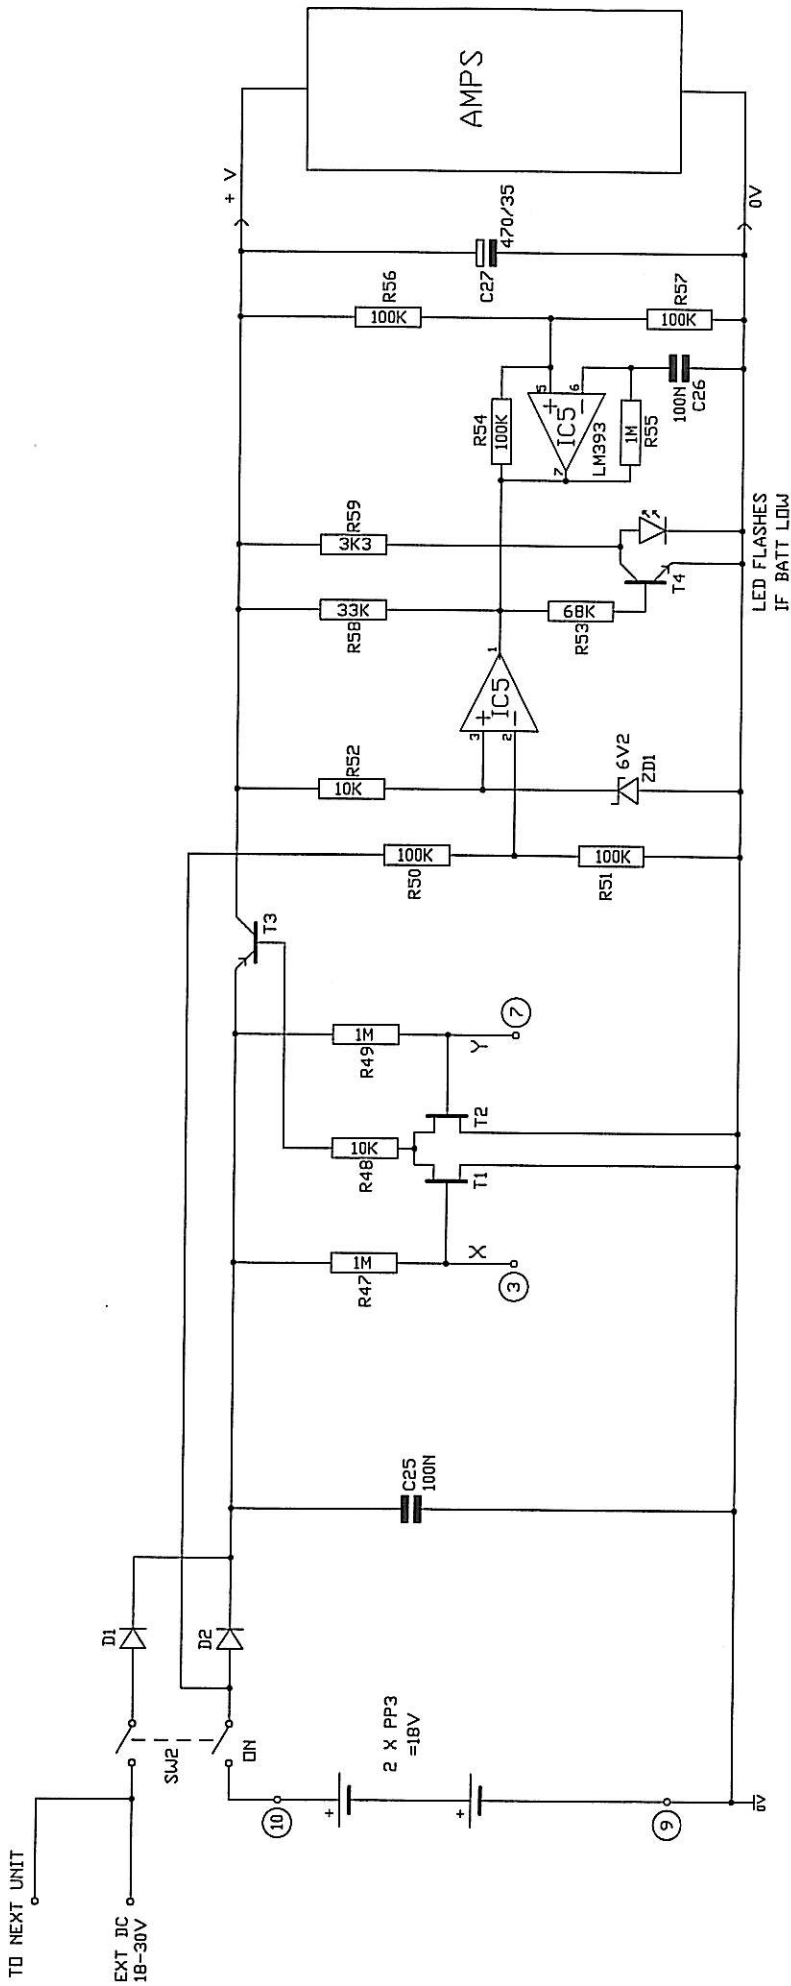 TO NEXT UNIT
EXT DC
18-30V
SW2
ON
D1
D2
10
+
+
2 X PP3
=18V
9
0V
C25
100N
1M
R47
X
3
10K
R48
T1
T2
1M
R49
Y
7
T3
100K
R50
100K
R51
10K
R52
6V2
ZD1
3
+
2
−
IC5
1
33K
R58
68K
R53
3K3
R59
T4
LED FLASHES
IF BATT LOW
R54
100K
5
+
6
−
IC5
7
LM393
1M
R55
100N
C26
R56
100K
R57
100K
C27
470/35
+ V
0V
AMPS